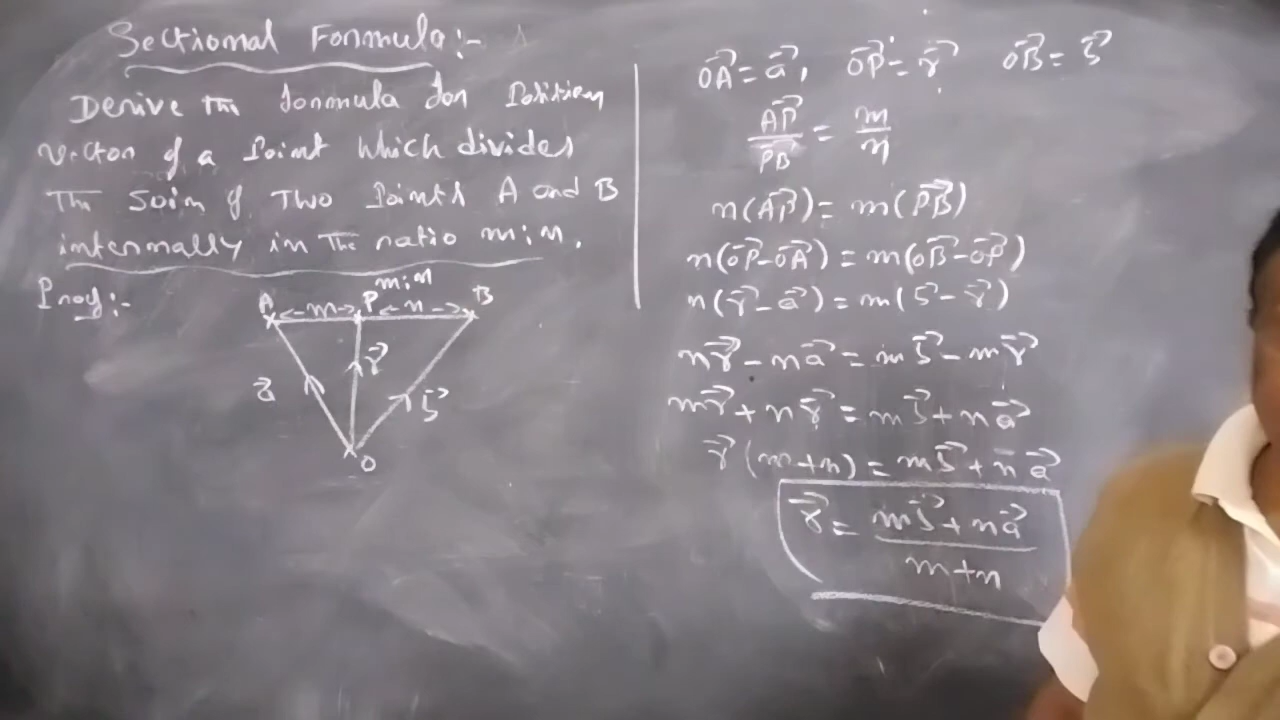 Sectional Formula:-
Derive the formula for Position
vector of a Point which divides
The Join of Two Points A and B
internally in The ratio m:n.
Proof:-
m:n
A <-m-> P <-n-> B
r⃗
a⃗
b⃗
O
OA⃗ = a⃗, OP⃗ = r⃗ OB⃗ = b⃗
AP⃗/PB⃗ = m/n
n(AP⃗) = m(PB⃗)
n(OP⃗-OA⃗) = m(OB⃗-OP⃗)
n(r⃗-a⃗) = m(b⃗-r⃗)
nr⃗-na⃗ = mb⃗-mr⃗
mr⃗+nr⃗ = mb⃗+na⃗
r⃗(m+n) = mb⃗+na⃗
r⃗ = (mb⃗+na⃗)/(m+n)